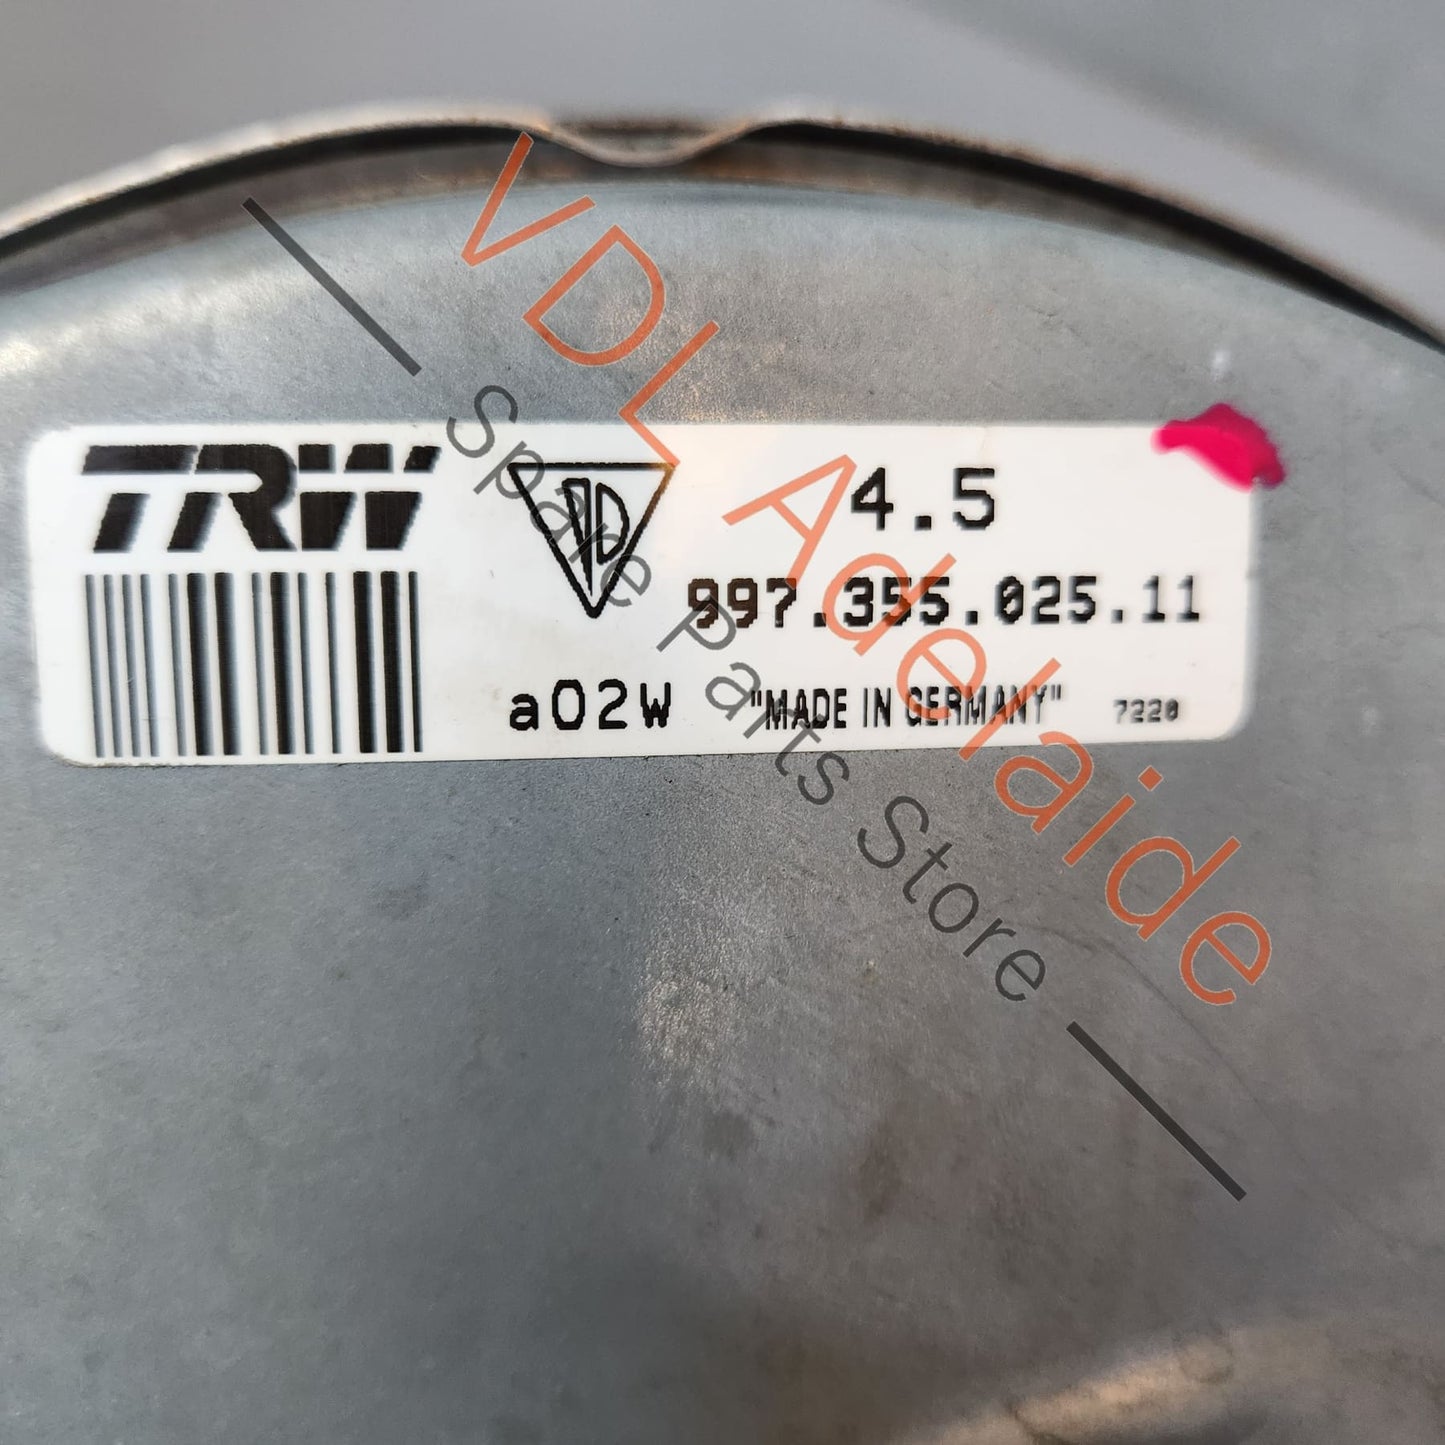 TRW
4.5
997.355.025.11
a02W
"MADE IN GERMANY"
7220
VDL Adelaide
Spare Parts Store